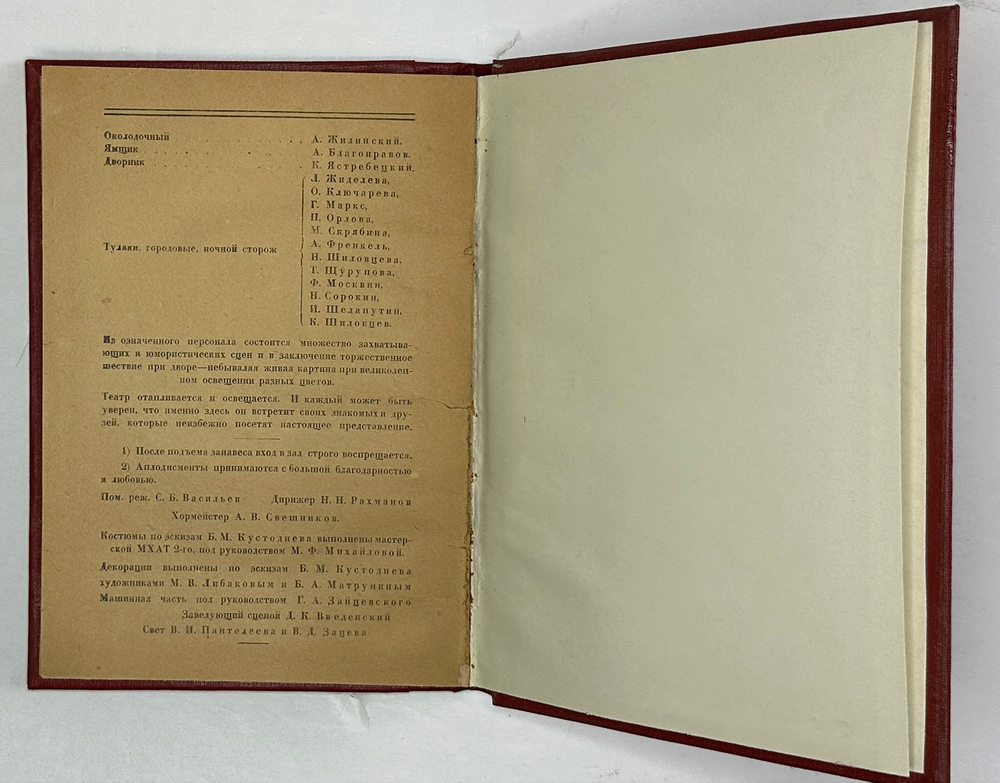 Околодочный . . . . . . . . А. Жилинский.
Ямщик . . . . . . . . А. Благонравов.
Дворник . . . . . . . . К. Ястребецкий.
Л. Жиделева,
О. Ключарева,
Г. Маркс,
П. Орлова,
М. Скрябина,
Туляки, городовые, ночной сторож А. Френкель,
Н. Шиловцева,
Т. Щурупова,
Ф. Москвин,
Н. Сорокин,
И. Шелапутин,
К. Шиловцев.
Из означенного персонала состоится множество захватыва-
ющих и юмористических сцен и в заключение торжественное
шествие при дворе—небывалая живая картина при великолеп-
ном освещении разных цветов.
Театр отапливается и освещается. И каждый может быть
уверен, что именно здесь он встретит своих знакомых и дру-
зей, которые неизбежно посетят настоящее представление.
1) После подъема занавеса вход в зал строго воспрещается.
2) Аплодисменты принимаются с большой благодарностью
и любовью.
Пом. реж. С. Б. Васильев Дирижер Н. Н. Рахманов
Хормейстер А. В. Свешников.
Костюмы по эскизам Б. М. Кустодиева выполнены мастер-
ской МХАТ 2-го, под руководством М. Ф. Михайловой.
Декорации выполнены по эскизам Б. М. Кустодиева
художниками М. В. Либаковым и Б. А. Матруниным
Машинная часть под руководством Г. А. Зайцевского
Заведующий сценой Д. К. Введенский
Свет В. И. Пантелеева и В. Д. Зацева